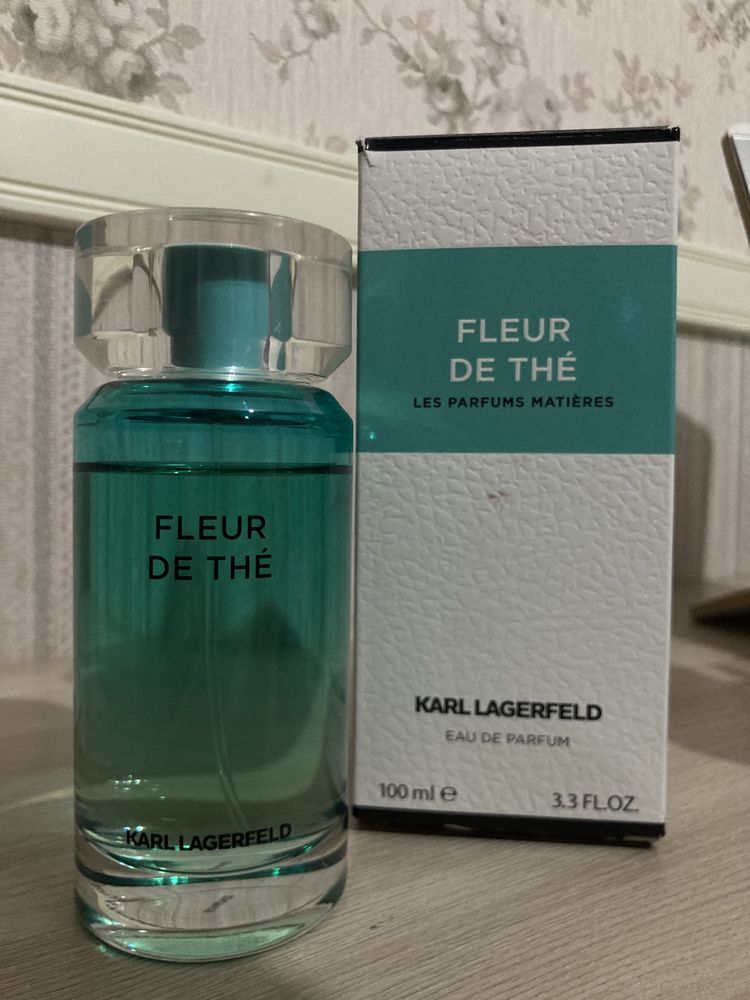 FLEUR
DE THÉ
KARL LAGERFELD
FLEUR
DE THÉ
LES PARFUMS MATIÈRES
KARL LAGERFELD
EAU DE PARFUM
100 ml ℮
3.3 FL.OZ.